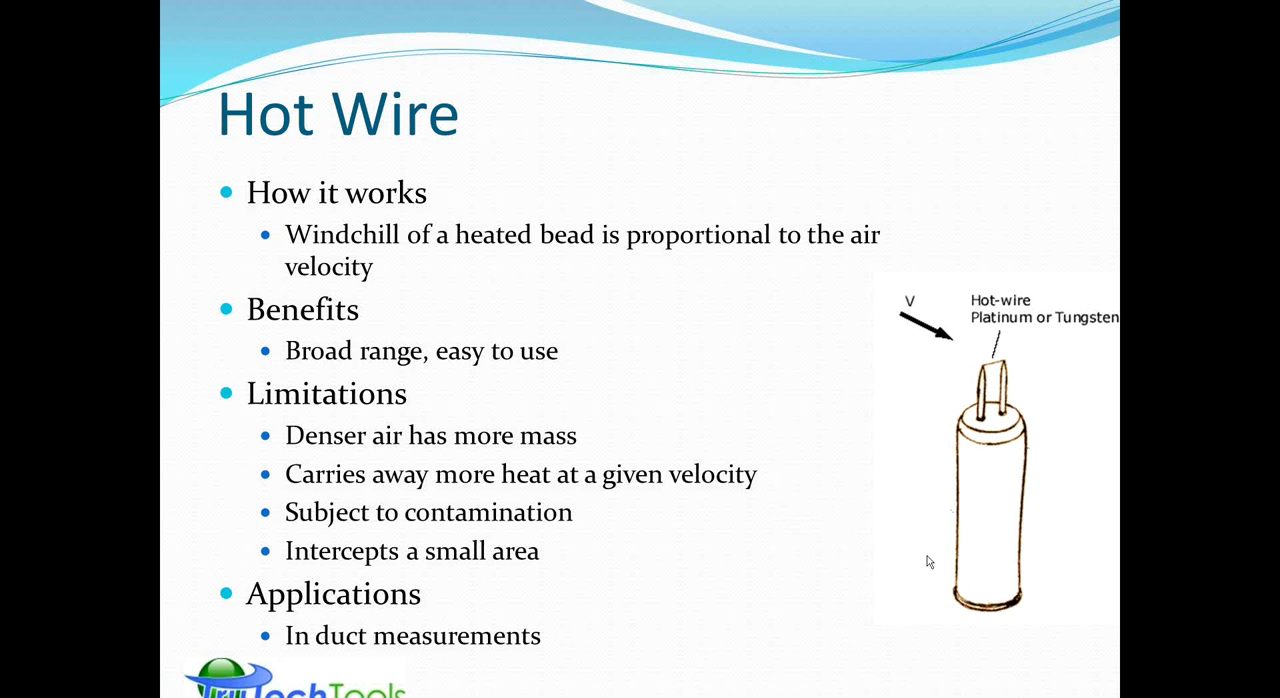 Hot Wire
How it works
Windchill of a heated bead is proportional to the air
velocity
Benefits
Broad range, easy to use
Limitations
Denser air has more mass
Carries away more heat at a given velocity
Subject to contamination
Intercepts a small area
Applications
In duct measurements
V
Hot-wire
Platinum or Tungsten
TruTechTools